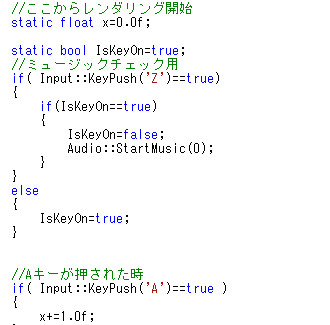 //ここからレンダリング開始
static float x=0.0f;
static bool IsKeyOn=true;
//ミュージックチェック用
if( Input::KeyPush('Z')==true)
{
if(IsKeyOn==true)
{
IsKeyOn=false;
Audio::StartMusic(0);
}
}
else
{
IsKeyOn=true;
}
//Aキーが押された時
if( Input::KeyPush('A')==true )
{
x+=1.0f;